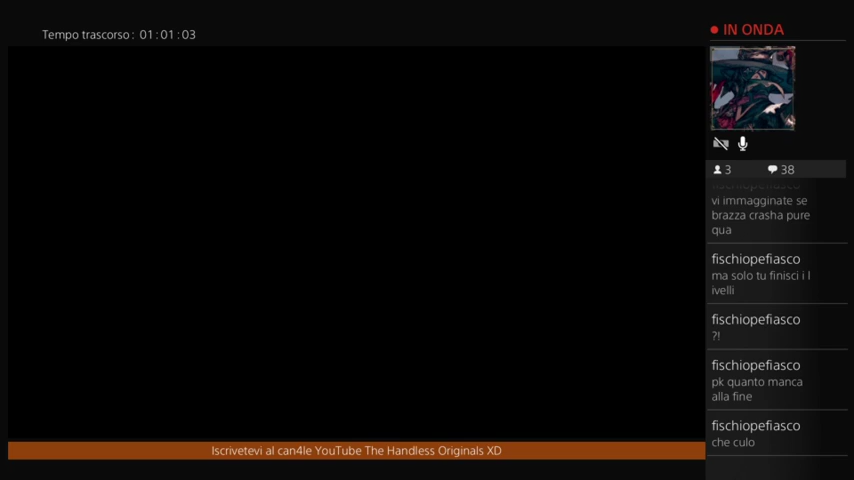 Tempo trascorso: 01:01:03
IN ONDA
3
38
fischiopefiasco
vi immagginate se
brazza crasha pure
qua
fischiopefiasco
ma solo tu finisci i l
ivelli
fischiopefiasco
?!
fischiopefiasco
pk quanto manca
alla fine
fischiopefiasco
che culo
Iscrivetevi al can4le YouTube The Handless Originals XD